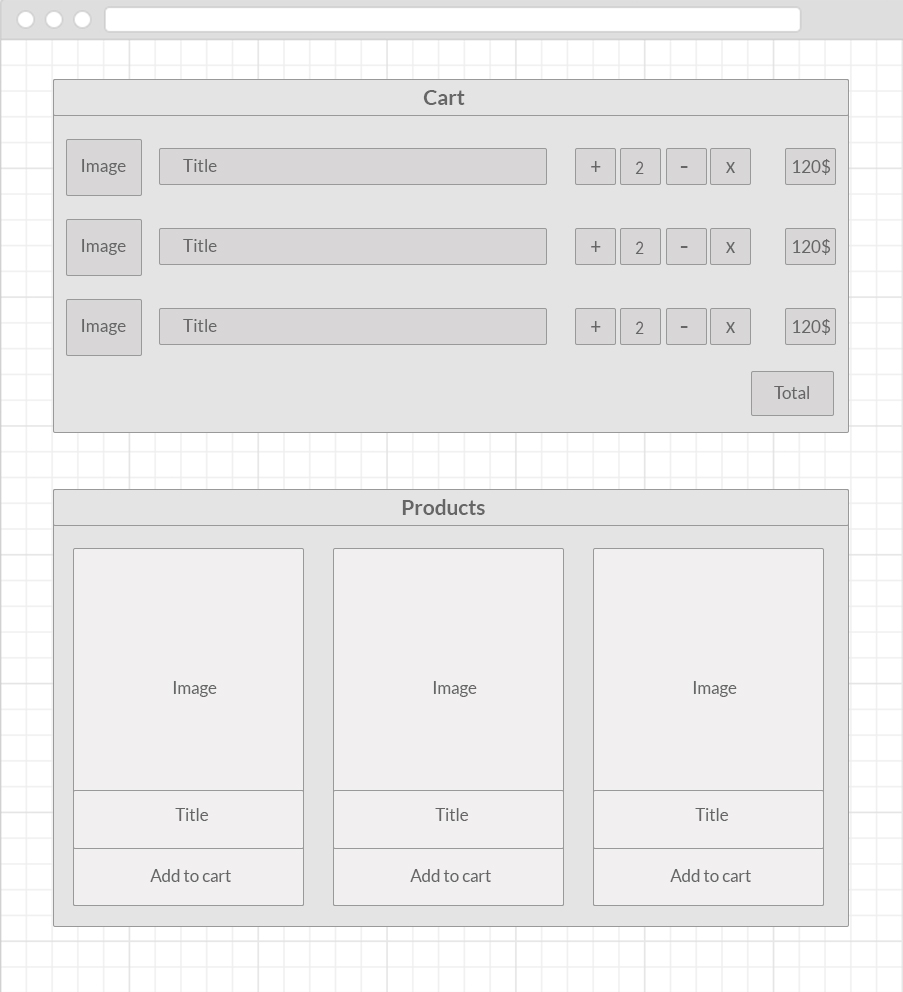 Cart
Image Title + 2 - x 120$
Image Title + 2 - x 120$
Image Title + 2 - x 120$
Total
Products
Image Image Image
Title Title Title
Add to cart Add to cart Add to cart